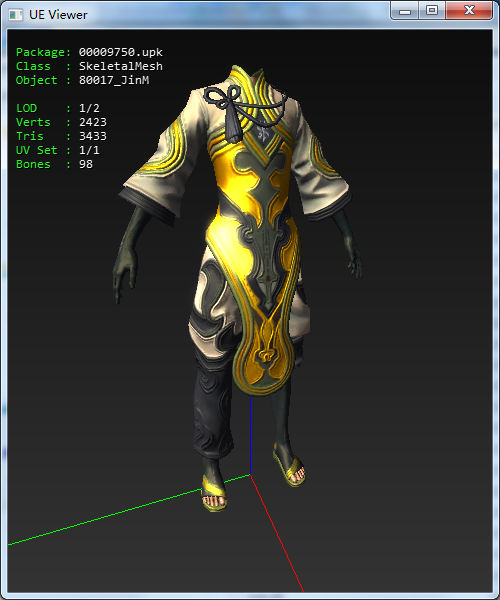 UE Viewer
Package: 00009750.upk
Class  : SkeletalMesh
Object : 80017_JinM
LOD    : 1/2
Verts  : 2423
Tris   : 3433
UV Set : 1/1
Bones  : 98